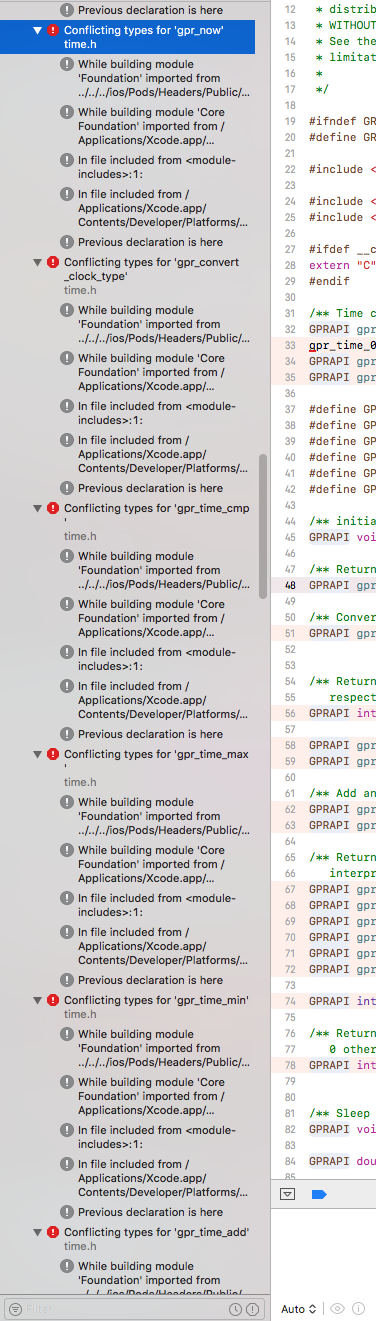 Previous declaration is here
Conflicting types for 'gpr_now'
time.h
While building module
'Foundation' imported from
../../../ios/Pods/Headers/Public/...
While building module 'Core
Foundation' imported from /
Applications/Xcode.app/...
In file included from <module-
includes>:1:
In file included from /
Applications/Xcode.app/
Contents/Developer/Platforms/...
Previous declaration is here
Conflicting types for 'gpr_convert
_clock_type'
time.h
While building module
'Foundation' imported from
../../../ios/Pods/Headers/Public/...
While building module 'Core
Foundation' imported from /
Applications/Xcode.app/...
In file included from <module-
includes>:1:
In file included from /
Applications/Xcode.app/
Contents/Developer/Platforms/...
Previous declaration is here
Conflicting types for 'gpr_time_cmp
'
time.h
While building module
'Foundation' imported from
../../../ios/Pods/Headers/Public/...
While building module 'Core
Foundation' imported from /
Applications/Xcode.app/...
In file included from <module-
includes>:1:
In file included from /
Applications/Xcode.app/
Contents/Developer/Platforms/...
Previous declaration is here
Conflicting types for 'gpr_time_max
'
time.h
While building module
'Foundation' imported from
../../../ios/Pods/Headers/Public/...
While building module 'Core
Foundation' imported from /
Applications/Xcode.app/...
In file included from <module-
includes>:1:
In file included from /
Applications/Xcode.app/
Contents/Developer/Platforms/...
Previous declaration is here
Conflicting types for 'gpr_time_min'
time.h
While building module
'Foundation' imported from
../../../ios/Pods/Headers/Public/...
While building module 'Core
Foundation' imported from /
Applications/Xcode.app/...
In file included from <module-
includes>:1:
In file included from /
Applications/Xcode.app/
Contents/Developer/Platforms/...
Previous declaration is here
Conflicting types for 'gpr_time_add'
time.h
While building module
'Foundation' imported from
Filter
12 * distrib
13 * WITHOUT
14 * See the
15 * limitat
16 *
17 */
18
19 #ifndef GR
20 #define GR
21
22 #include <
23
24 #include <
25 #include <
26
27 #ifdef __c
28 extern "C"
29 #endif
30
31 /** Time c
32 GPRAPI gpr
33 gpr_time_0
34 GPRAPI gpr
35 GPRAPI gpr
36
37 #define GP
38 #define GP
39 #define GP
40 #define GP
41 #define GP
42 #define GP
43
44 /** initia
45 GPRAPI voi
46
47 /** Return
48 GPRAPI gpr
49
50 /** Conver
51 GPRAPI gpr
52
53
54 /** Return
55 respect
56 GPRAPI int
57
58 GPRAPI gpr
59 GPRAPI gpr
60
61 /** Add an
62 GPRAPI gpr
63 GPRAPI gpr
64
65 /** Return
66 interpr
67 GPRAPI gpr
68 GPRAPI gpr
69 GPRAPI gpr
70 GPRAPI gpr
71 GPRAPI gpr
72 GPRAPI gpr
73
74 GPRAPI int
75
76 /** Return
77 0 other
78 GPRAPI int
79
80
81 /** Sleep
82 GPRAPI voi
83
84 GPRAPI dou
85
Auto